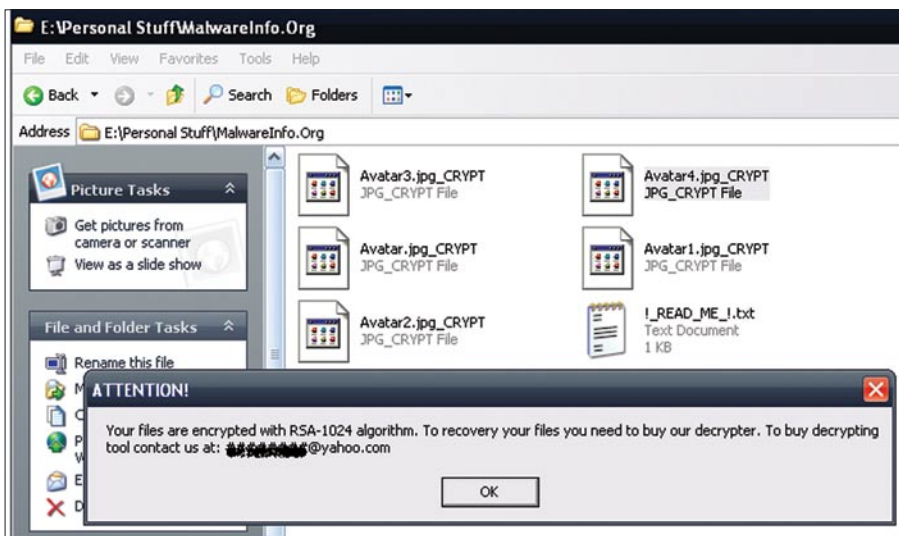 E:\Personal Stuff\MalwareInfo.Org
File Edit View Favorites Tools Help
Back Search Folders
Address E:\Personal Stuff\MalwareInfo.Org
Picture Tasks
Get pictures from
camera or scanner
View as a slide show
File and Folder Tasks
Rename this file
Avatar3.jpg_CRYPT
JPG_CRYPT File
Avatar4.jpg_CRYPT
JPG_CRYPT File
Avatar.jpg_CRYPT
JPG_CRYPT File
Avatar1.jpg_CRYPT
JPG_CRYPT File
Avatar2.jpg_CRYPT
JPG_CRYPT File
!_READ_ME_!.txt
Text Document
1 KB
ATTENTION!
Your files are encrypted with RSA-1024 algorithm. To recovery your files you need to buy our decrypter. To buy decrypting
tool contact us at: @yahoo.com
OK